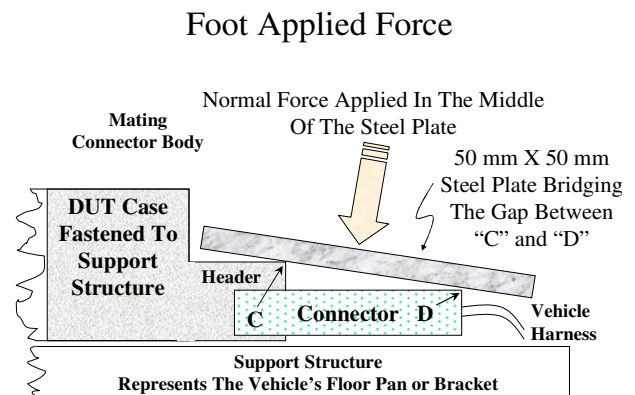 Foot Applied Force
Normal Force Applied In The Middle
Of The Steel Plate
Mating
Connector Body
50 mm X 50 mm
Steel Plate Bridging
The Gap Between
“C” and “D”
DUT Case
Fastened To
Support
Structure
Header
C
Connector
D
Vehicle
Harness
Support Structure
Represents The Vehicle’s Floor Pan or Bracket